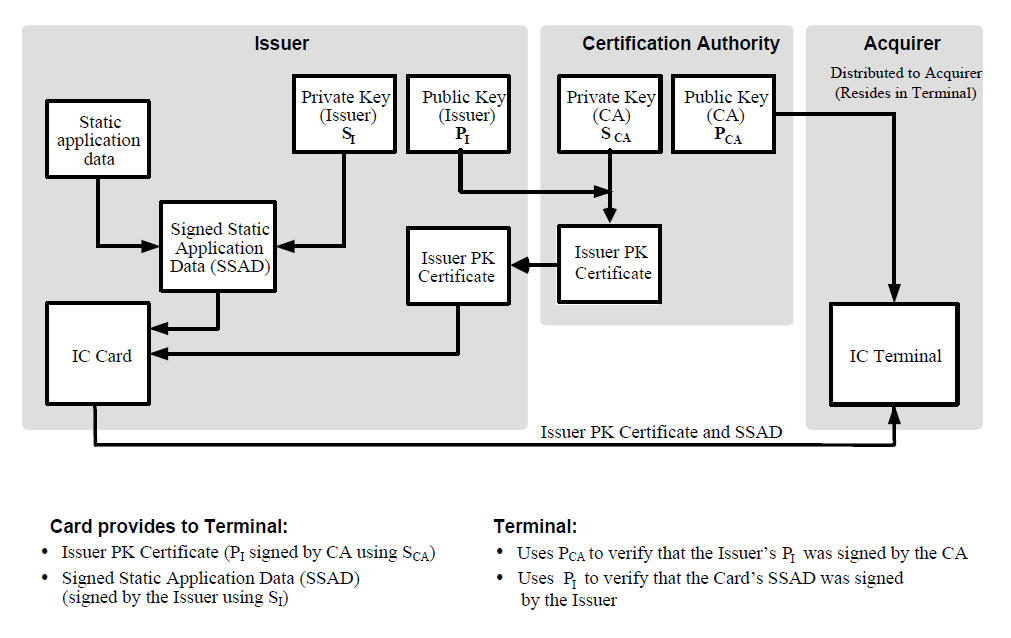 Issuer
Certification Authority
Acquirer
Distributed to Acquirer
(Resides in Terminal)
Static
application
data
Private Key
(Issuer)
SI
Public Key
(Issuer)
PI
Private Key
(CA)
SCA
Public Key
(CA)
PCA
Signed Static
Application
Data (SSAD)
Issuer PK
Certificate
Issuer PK
Certificate
IC Card
IC Terminal
Issuer PK Certificate and SSAD
Card provides to Terminal:
• Issuer PK Certificate (PI signed by CA using SCA)
• Signed Static Application Data (SSAD)
(signed by the Issuer using SI)
Terminal:
• Uses PCA to verify that the Issuer's PI was signed by the CA
• Uses PI to verify that the Card's SSAD was signed
by the Issuer